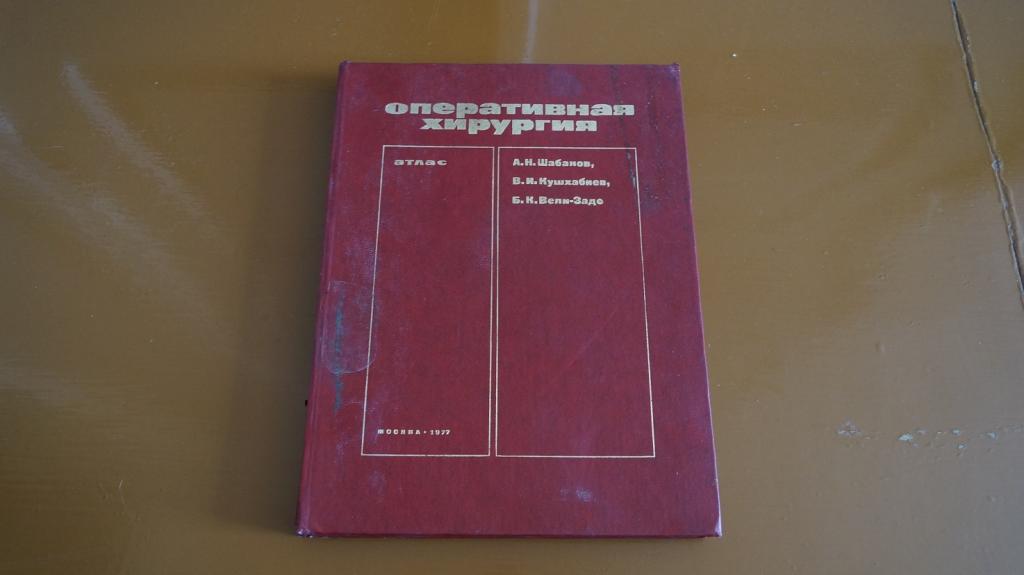 оперативная
хирургия
атлас
А.Н.Шабанов,
В.И.Кушхабиев,
Б.К.Вели-Заде
МОСКВА • 1977